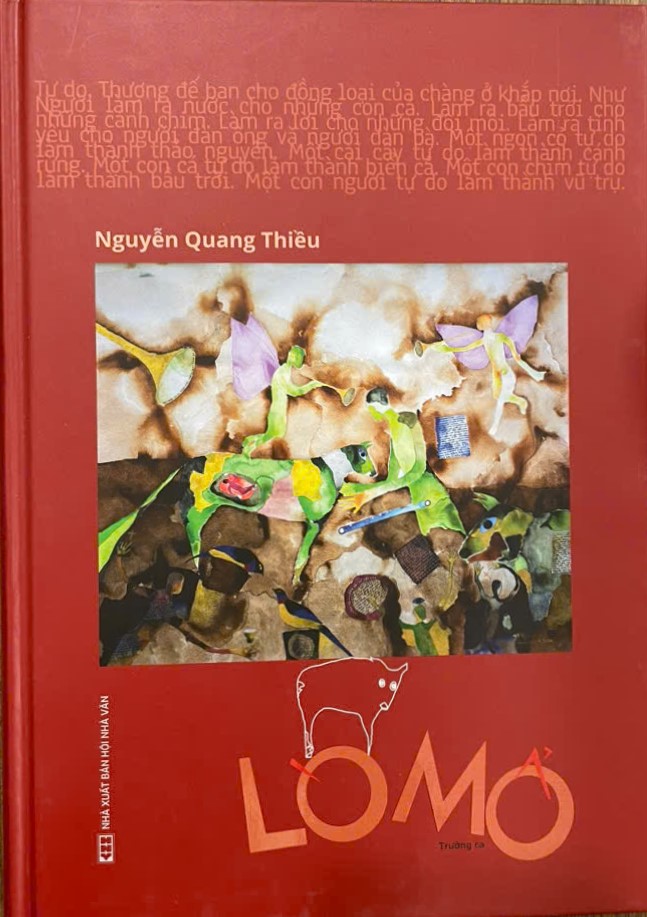 Tự do. Thượng đế ban cho đồng loại của chàng ở khắp nơi. Như
Người làm ra nước cho những con cá. Làm ra bầu trời cho
những cánh chim. Làm ra lời cho những đôi môi. Làm ra tình
yêu cho người đàn ông và người đàn bà. Một ngọn cỏ tự do
làm thành thảo nguyên. Một cái cây tự do làm thành cánh
rừng. Một con cá tự do làm thành biển cả. Một con chim tự do
làm thành bầu trời. Một con người tự do làm thành vũ trụ.
Nguyễn Quang Thiều
NHÀ XUẤT BẢN HỘI NHÀ VĂN
LÒ MỔ
Trường ca